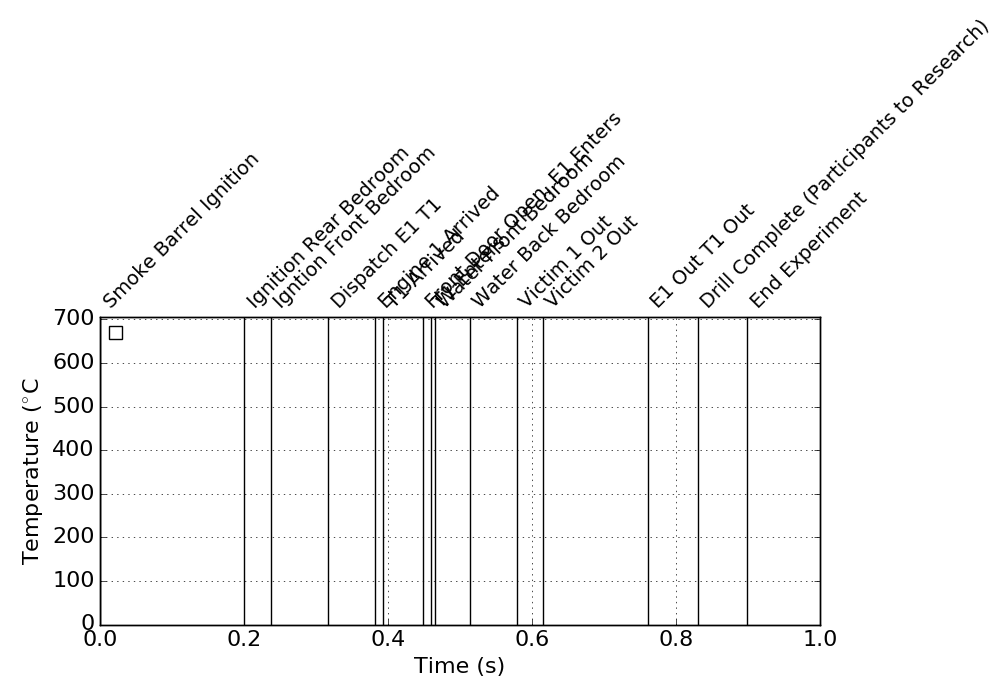 Smoke Barrel Ignition
Ignition Rear Bedroom
Igntion Front Bedroom
Dispatch E1 T1
Engine 1 Arrived
T1 Arrived
Front Door Open, E1 Enters
Water Front Bedroom
Water Back Bedroom
Victim 1 Out
Victim 2 Out
E1 Out T1 Out
Drill Complete (Participants to Research)
End Experiment
700
600
500
400
300
200
100
0
Temperature (°C
0.0 0.2 0.4 0.6 0.8 1.0
Time (s)